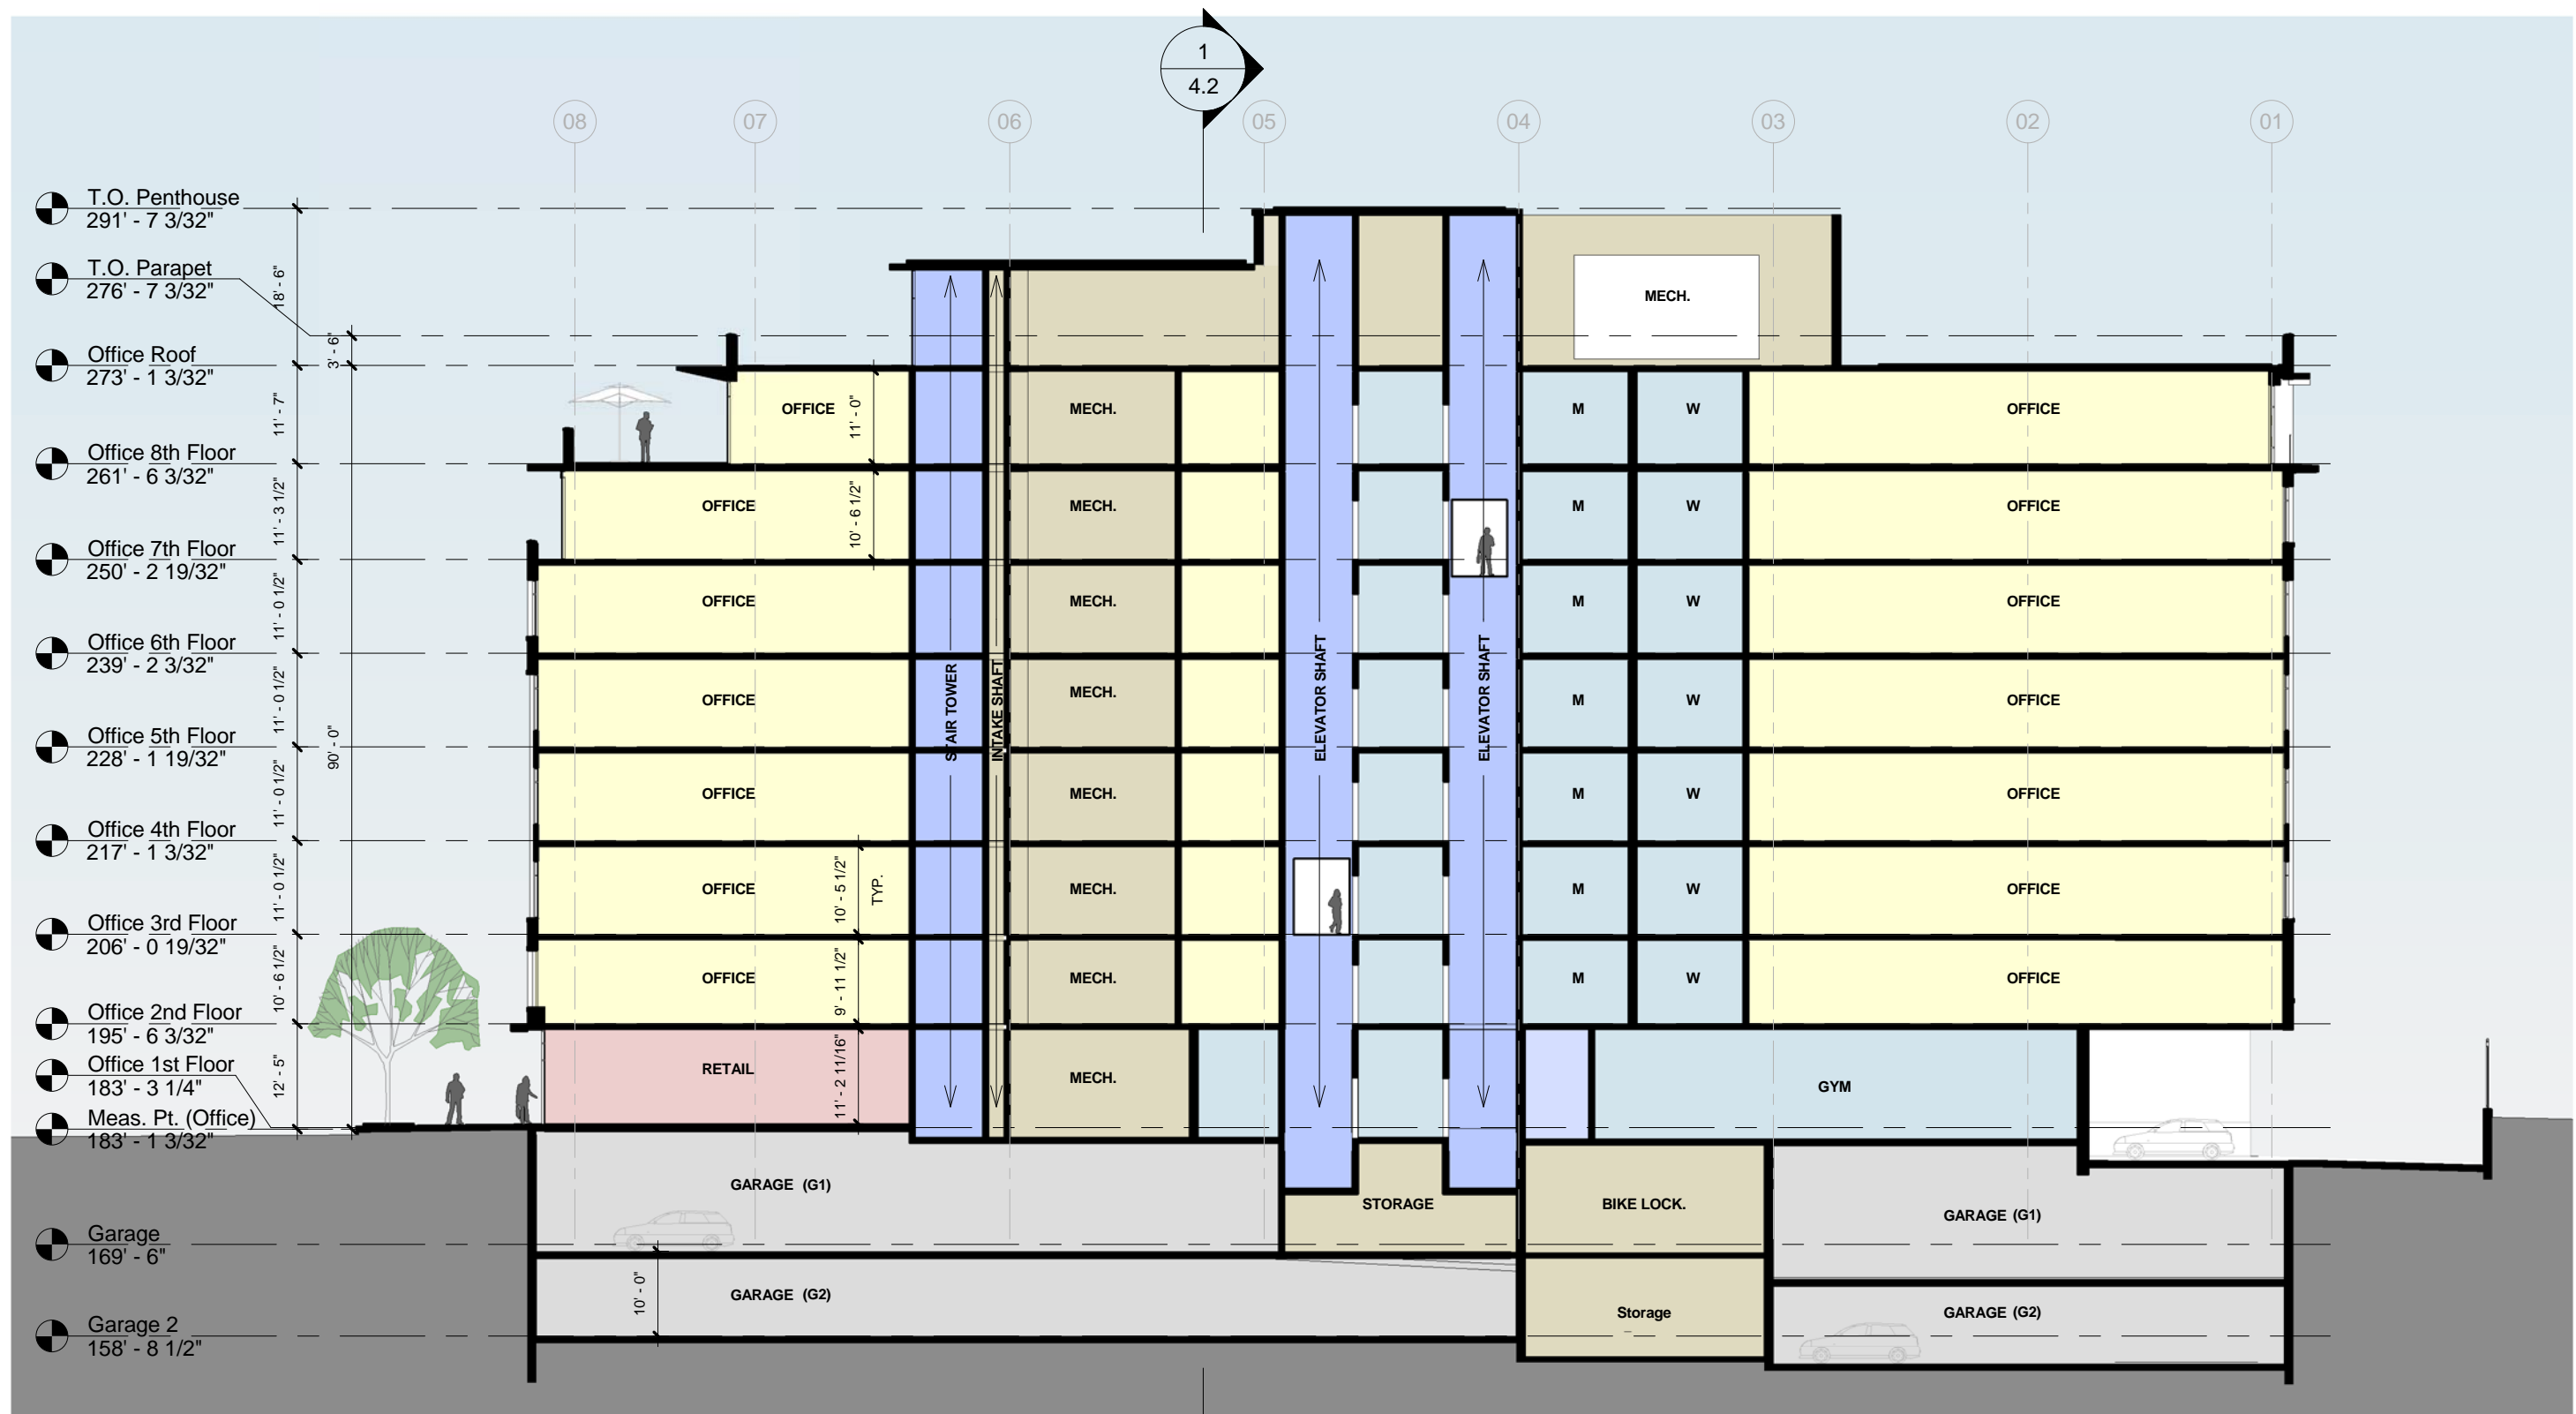 1
4.2
08
07
06
05
04
03
02
01
T.O. Penthouse
291' - 7 3/32"
T.O. Parapet
276' - 7 3/32"
18' - 6"
3' - 6"
MECH.
Office Roof
273' - 1 3/32"
11' - 7"
OFFICE
11' - 0"
MECH.
M
W
OFFICE
Office 8th Floor
261' - 6 3/32"
11' - 3 1/2"
OFFICE
10' - 6 1/2"
MECH.
M
W
OFFICE
Office 7th Floor
250' - 2 19/32"
11' - 0 1/2"
OFFICE
MECH.
M
W
OFFICE
Office 6th Floor
239' - 2 3/32"
11' - 0 1/2"
90' - 0"
OFFICE
STAIR TOWER
INTAKE SHAFT
MECH.
ELEVATOR SHAFT
ELEVATOR SHAFT
M
W
OFFICE
Office 5th Floor
228' - 1 19/32"
11' - 0 1/2"
OFFICE
MECH.
M
W
OFFICE
Office 4th Floor
217' - 1 3/32"
11' - 0 1/2"
OFFICE
10' - 5 1/2"
TYP.
MECH.
M
W
OFFICE
Office 3rd Floor
206' - 0 19/32"
10' - 6 1/2"
OFFICE
9' - 11 1/2"
MECH.
M
W
OFFICE
Office 2nd Floor
195' - 6 3/32"
12' - 5"
RETAIL
11' - 2 11/16"
MECH.
GYM
Office 1st Floor
183' - 3 1/4"
Meas. Pt. (Office)
183' - 1 3/32"
GARAGE (G1)
STORAGE
BIKE LOCK.
GARAGE (G1)
Garage
169' - 6"
10' - 0"
GARAGE (G2)
Storage
GARAGE (G2)
Garage 2
158' - 8 1/2"